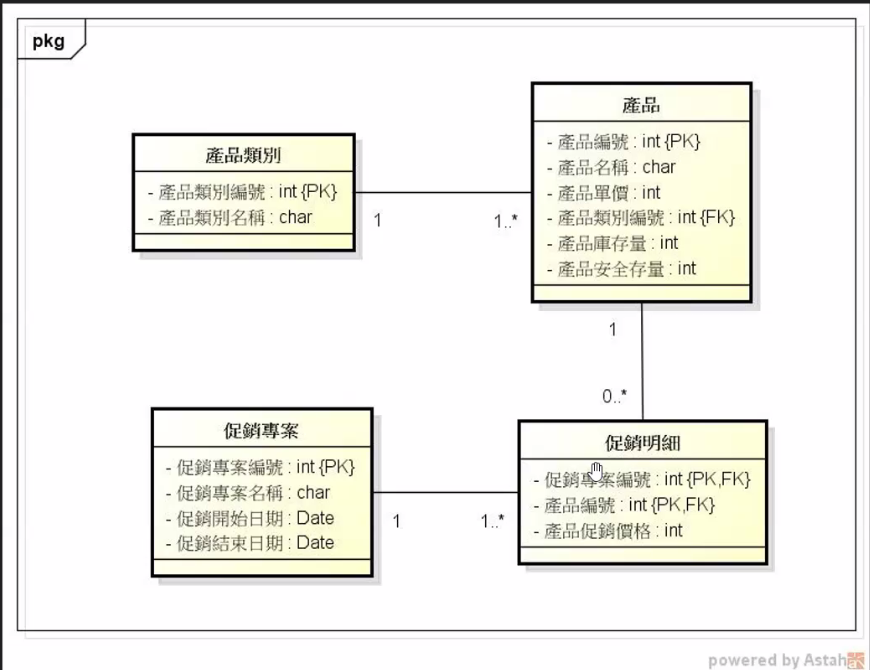 pkg
產品類別
- 產品類別編號 : int {PK}
- 產品類別名稱 : char
產品
- 產品編號 : int {PK}
- 產品名稱 : char
- 產品單價 : int
- 產品類別編號 : int {FK}
- 產品庫存量 : int
- 產品安全存量 : int
1
1..*
1
0..*
促銷專案
- 促銷專案編號 : int {PK}
- 促銷專案名稱 : char
- 促銷開始日期 : Date
- 促銷結束日期 : Date
促銷明細
- 促銷專案編號 : int {PK,FK}
- 產品編號 : int {PK,FK}
- 產品促銷價格 : int
1
1..*
powered by Astah